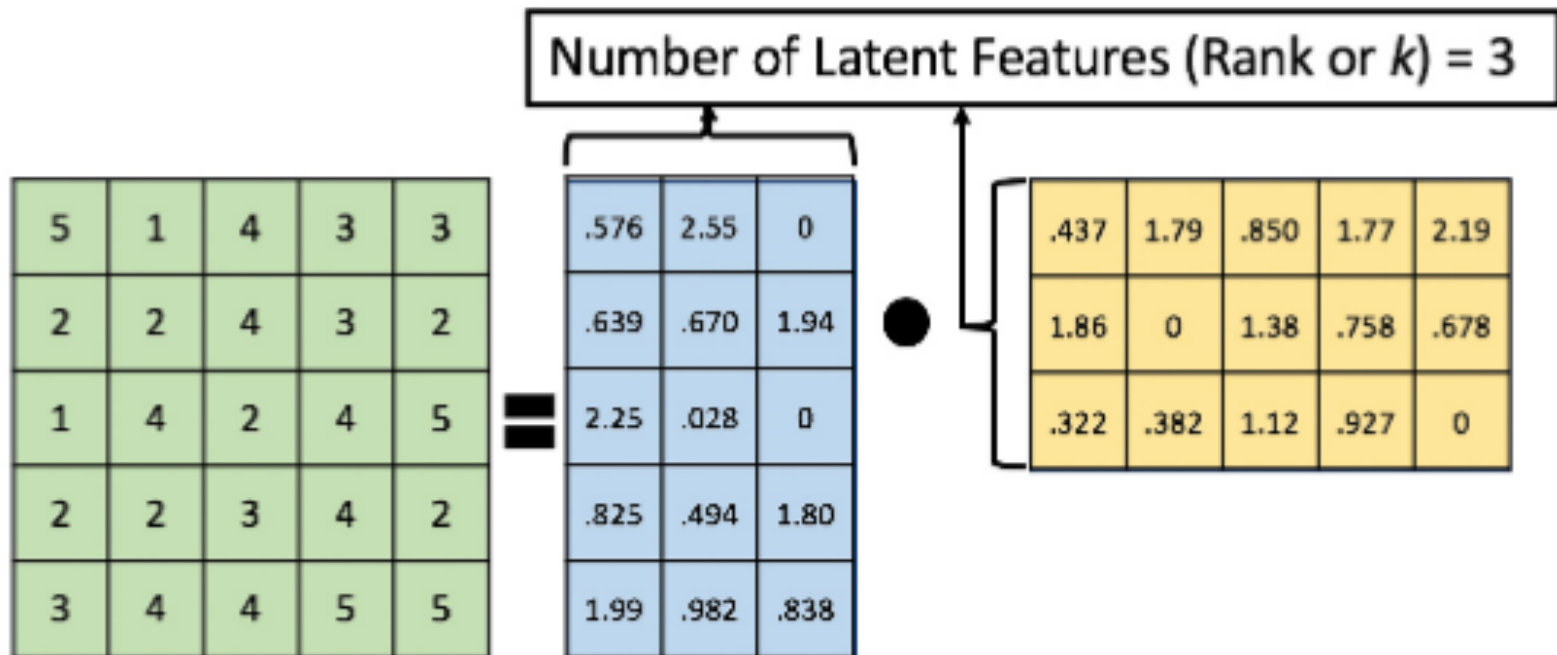 Number of Latent Features (Rank or k) = 3
5 1 4 3 3
2 2 4 3 2
1 4 2 4 5
2 2 3 4 2
3 4 4 5 5
=
.576 2.55 0
.639 .670 1.94
2.25 .028 0
.825 .494 1.80
1.99 .982 .838
●
.437 1.79 .850 1.77 2.19
1.86 0 1.38 .758 .678
.322 .382 1.12 .927 0